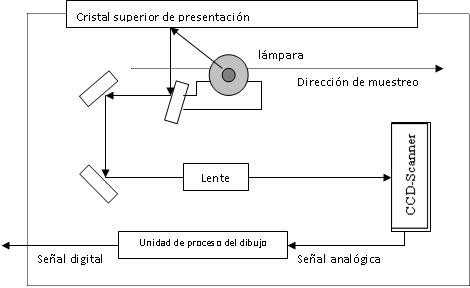 Cristal superior de presentación
lámpara
Dirección de muestreo
Lente
CCD-Scanner
Unidad de proceso del dibujo
Señal digital
Señal analógica